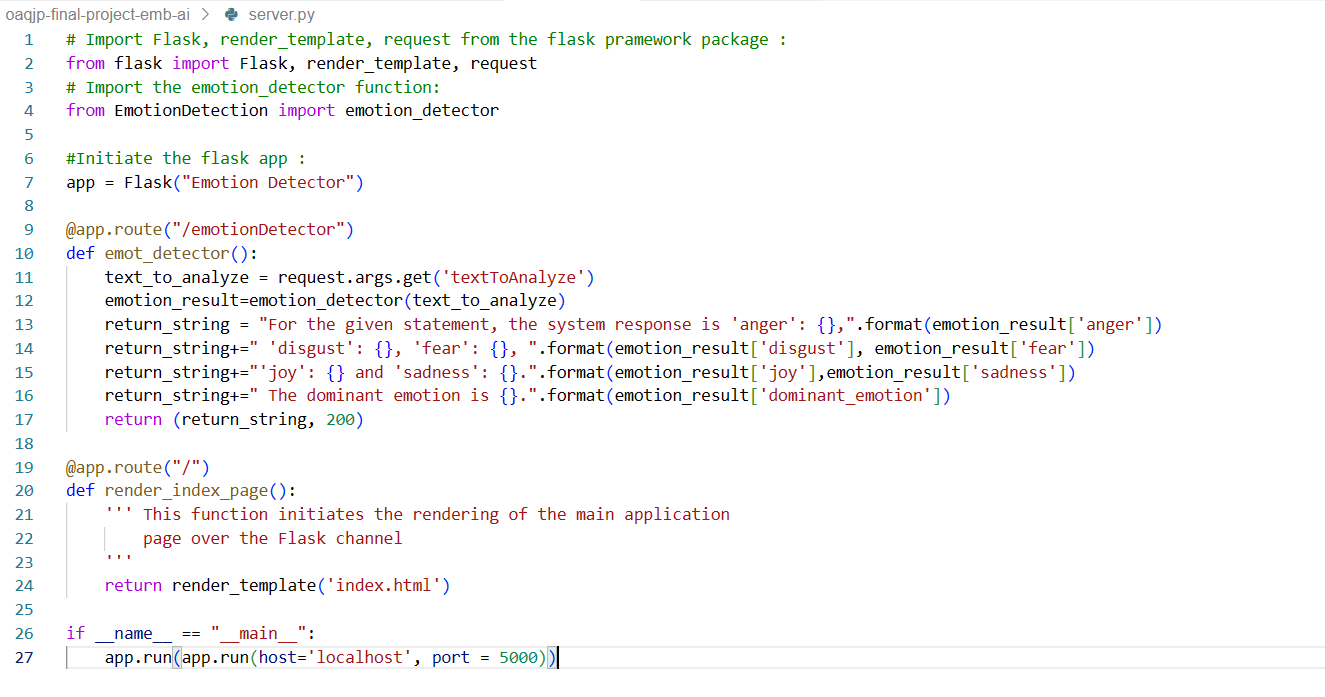 oaqjp-final-project-emb-ai > server.py
1 # Import Flask, render_template, request from the flask pramework package :
2 from flask import Flask, render_template, request
3 # Import the emotion_detector function:
4 from EmotionDetection import emotion_detector
5
6 #Initiate the flask app :
7 app = Flask("Emotion Detector")
8
9 @app.route("/emotionDetector")
10 def emot_detector():
11     text_to_analyze = request.args.get('textToAnalyze')
12     emotion_result=emotion_detector(text_to_analyze)
13     return_string = "For the given statement, the system response is 'anger': {},".format(emotion_result['anger'])
14     return_string+=" 'disgust': {}, 'fear': {}, ".format(emotion_result['disgust'], emotion_result['fear'])
15     return_string+="'joy': {} and 'sadness': {}.".format(emotion_result['joy'],emotion_result['sadness'])
16     return_string+=" The dominant emotion is {}.".format(emotion_result['dominant_emotion'])
17     return (return_string, 200)
18
19 @app.route("/")
20 def render_index_page():
21     ''' This function initiates the rendering of the main application
22         page over the Flask channel
23     '''
24     return render_template('index.html')
25
26 if __name__ == "__main__":
27     app.run(app.run(host='localhost', port = 5000))